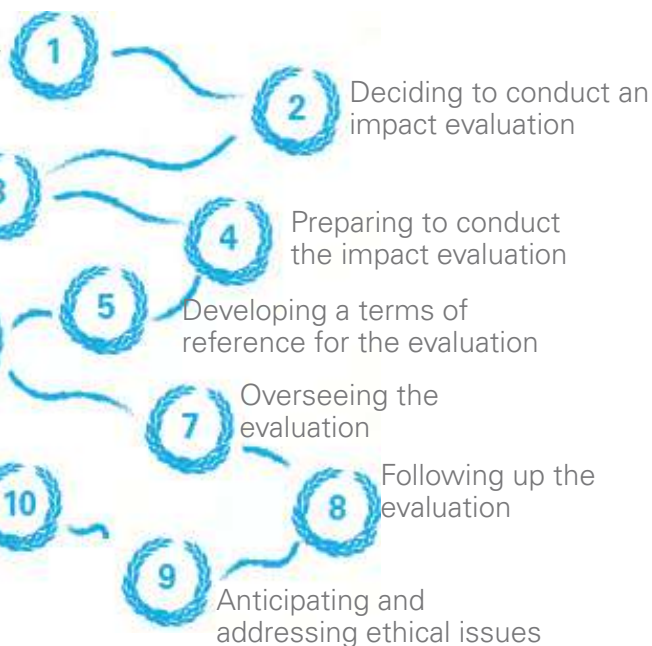 1
2
Deciding to conduct an
impact evaluation
3
4
Preparing to conduct
the impact evaluation
5
Developing a terms of
reference for the evaluation
7
Overseeing the
evaluation
8
Following up the
evaluation
10
9
Anticipating and
addressing ethical issues